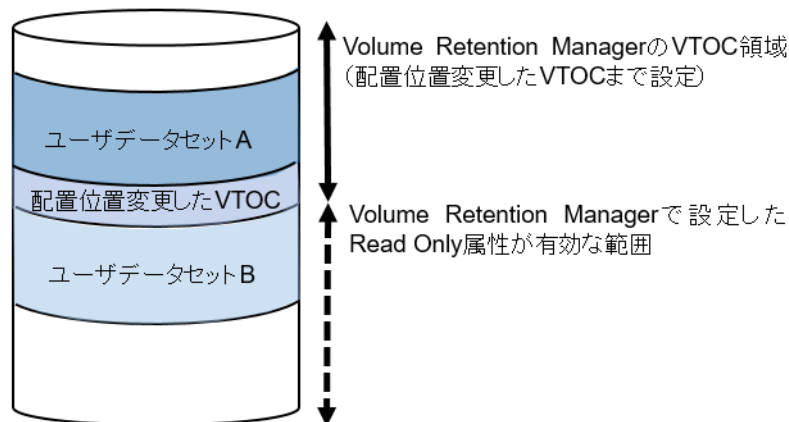 Volume Retention ManagerのVTOC領域
(配置位置変更したVTOCまで設定)
ユーザデータセットA
配置位置変更したVTOC
Volume Retention Managerで設定した
Read Only属性が有効な範囲
ユーザデータセットB